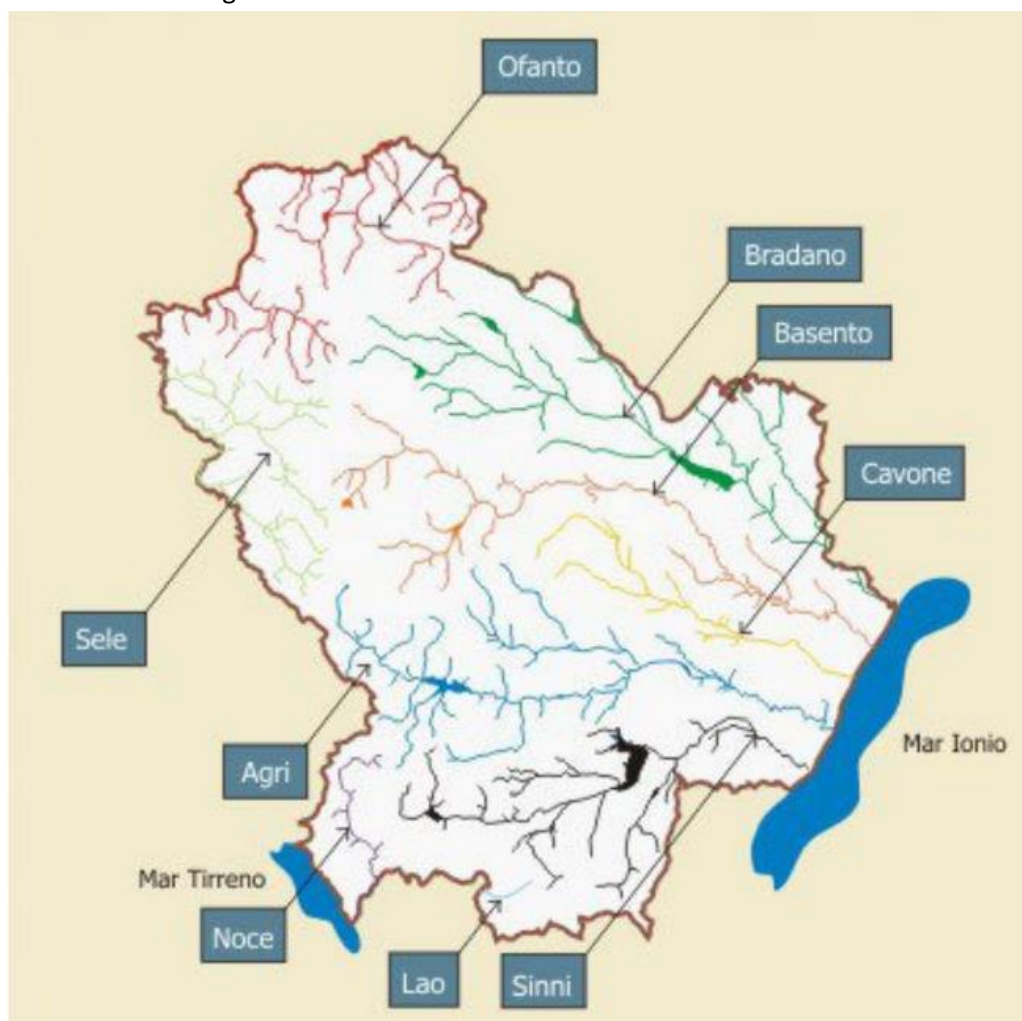 Ofanto
Bradano
Basento
Cavone
Sele
Mar Ionio
Agri
Mar Tirreno
Noce
Lao
Sinni